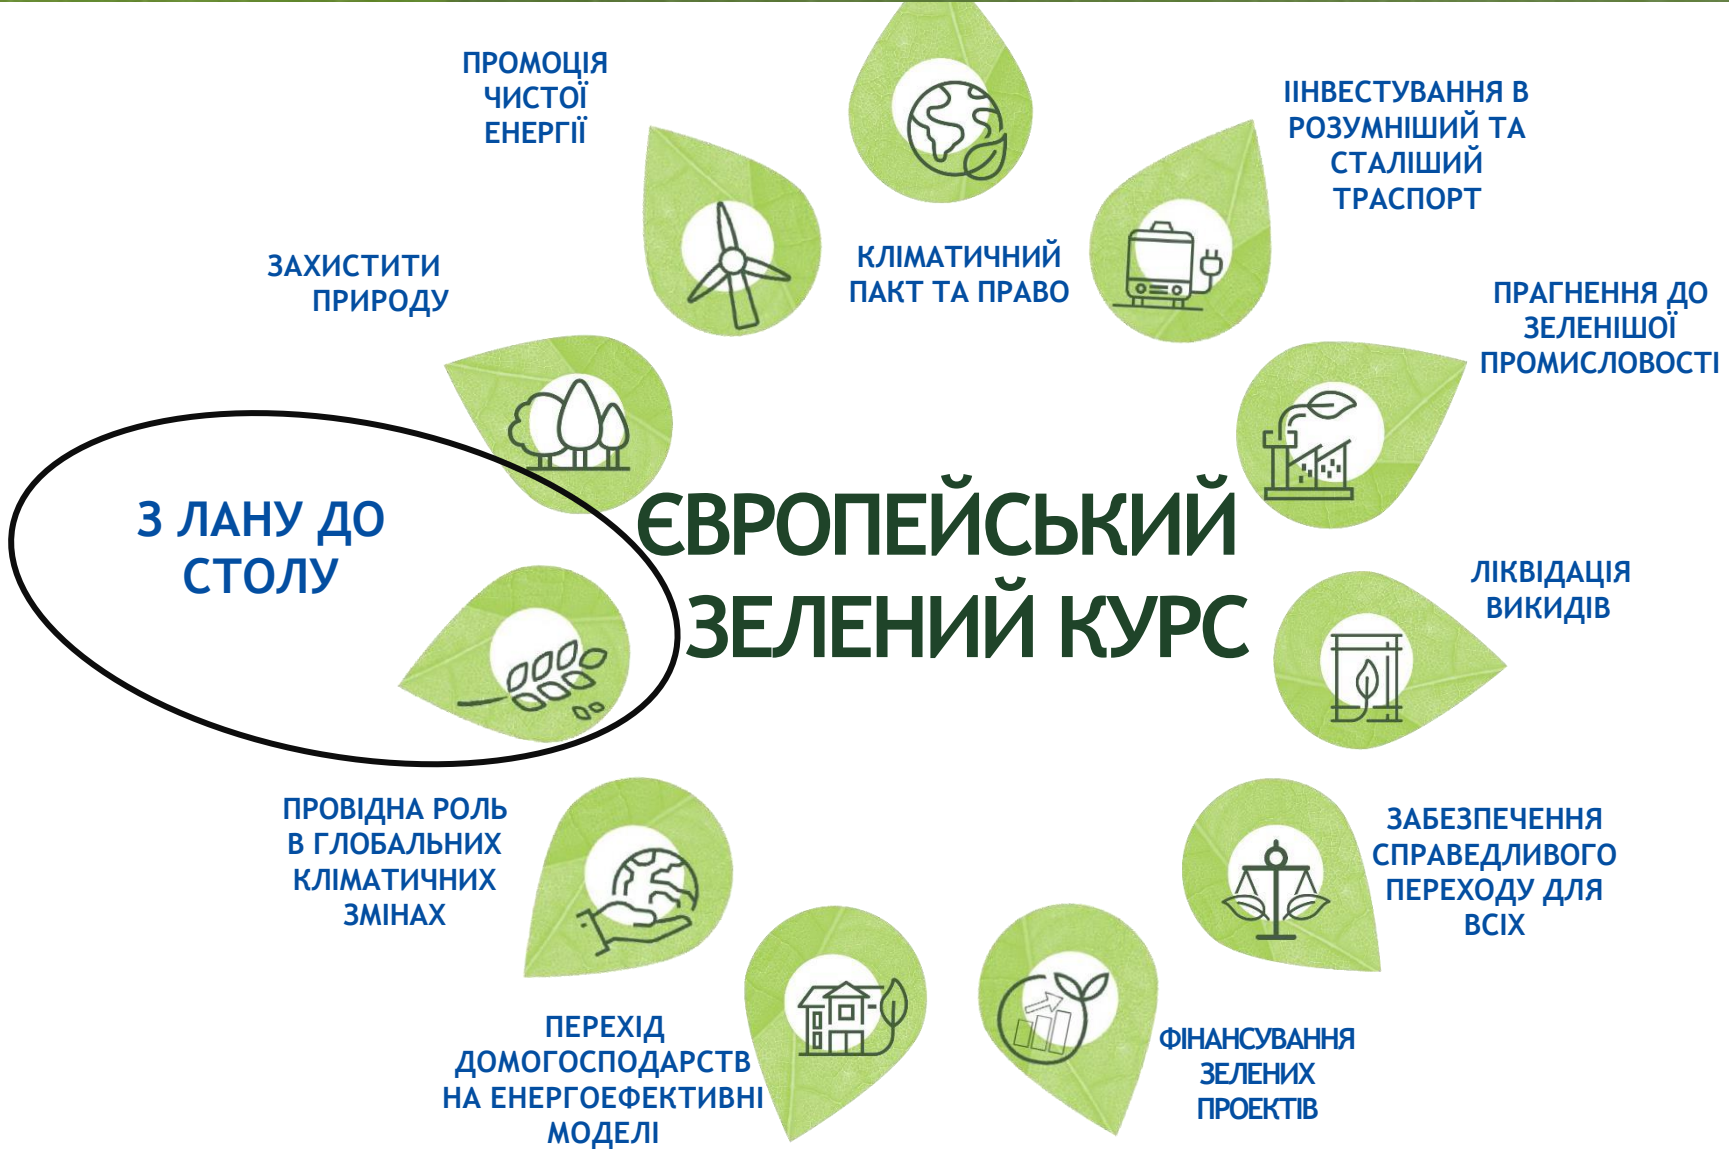 ПРОМОЦІЯ
ЧИСТОЇ
ЕНЕРГІЇ
ІІНВЕСТУВАННЯ В
РОЗУМНІШИЙ ТА
СТАЛІШИЙ
ТРАСПОРТ
КЛІМАТИЧНИЙ
ПАКТ ТА ПРАВО
ЗАХИСТИТИ
ПРИРОДУ
ПРАГНЕННЯ ДО
ЗЕЛЕНІШОЇ
ПРОМИСЛОВОСТІ
З ЛАНУ ДО
СТОЛУ
ЄВРОПЕЙСЬКИЙ
ЗЕЛЕНИЙ КУРС
ЛІКВІДАЦІЯ
ВИКИДІВ
ПРОВІДНА РОЛЬ
В ГЛОБАЛЬНИХ
КЛІМАТИЧНИХ
ЗМІНАХ
ЗАБЕЗПЕЧЕННЯ
СПРАВЕДЛИВОГО
ПЕРЕХОДУ ДЛЯ
ВСІХ
ПЕРЕХІД
ДОМОГОСПОДАРСТВ
НА ЕНЕРГОЕФЕКТИВНІ
МОДЕЛІ
ФІНАНСУВАННЯ
ЗЕЛЕНИХ
ПРОЕКТІВ